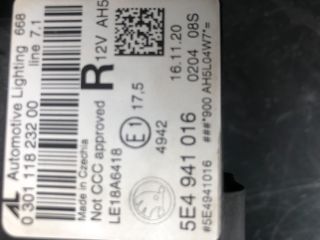 AL Automotive Lighting 668
0 301 118 232 00 line 7.1
Made in Czechia
Not CCC approved
LE18A6418
R 12V AH5
E1 17,5
4942
16.11.20
0204 08S
5E4 941 016
#5E4941016 ###*900 AH5L04W7*=